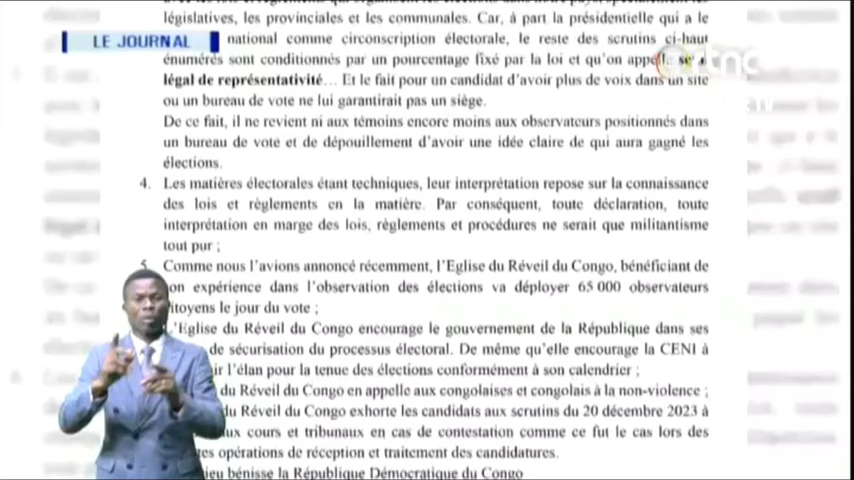 LE JOURNAL
rtnc
législatives, les provinciales et les communales. Car, à part la présidentielle qui a le
national comme circonscription électorale, le reste des scrutins ci-haut
énumérés sont conditionnés par un pourcentage fixé par la loi et qu'on appelle
légal de représentativité… Et le fait pour un candidat d'avoir plus de voix dans un site
ou un bureau de vote ne lui garantirait pas un siège.
De ce fait, il ne revient ni aux témoins encore moins aux observateurs positionnés dans
un bureau de vote et de dépouillement d'avoir une idée claire de qui aura gagné les
élections.
4. Les matières électorales étant techniques, leur interprétation repose sur la connaissance
des lois et règlements en la matière. Par conséquent, toute déclaration, toute
interprétation en marge des lois, règlements et procédures ne serait que militantisme
tout pur ;
5. Comme nous l'avions annoncé récemment, l'Eglise du Réveil du Congo, bénéficiant de
on expérience dans l'observation des élections va déployer 65 000 observateurs
itoyens le jour du vote ;
L'Eglise du Réveil du Congo encourage le gouvernement de la République dans ses
de sécurisation du processus électoral. De même qu'elle encourage la CENI à
ir l'élan pour la tenue des élections conformément à son calendrier ;
du Réveil du Congo en appelle aux congolaises et congolais à la non-violence ;
du Réveil du Congo exhorte les candidats aux scrutins du 20 décembre 2023 à
ux cours et tribunaux en cas de contestation comme ce fut le cas lors des
es opérations de réception et traitement des candidatures.
ieu bénisse la République Démocratique du Congo